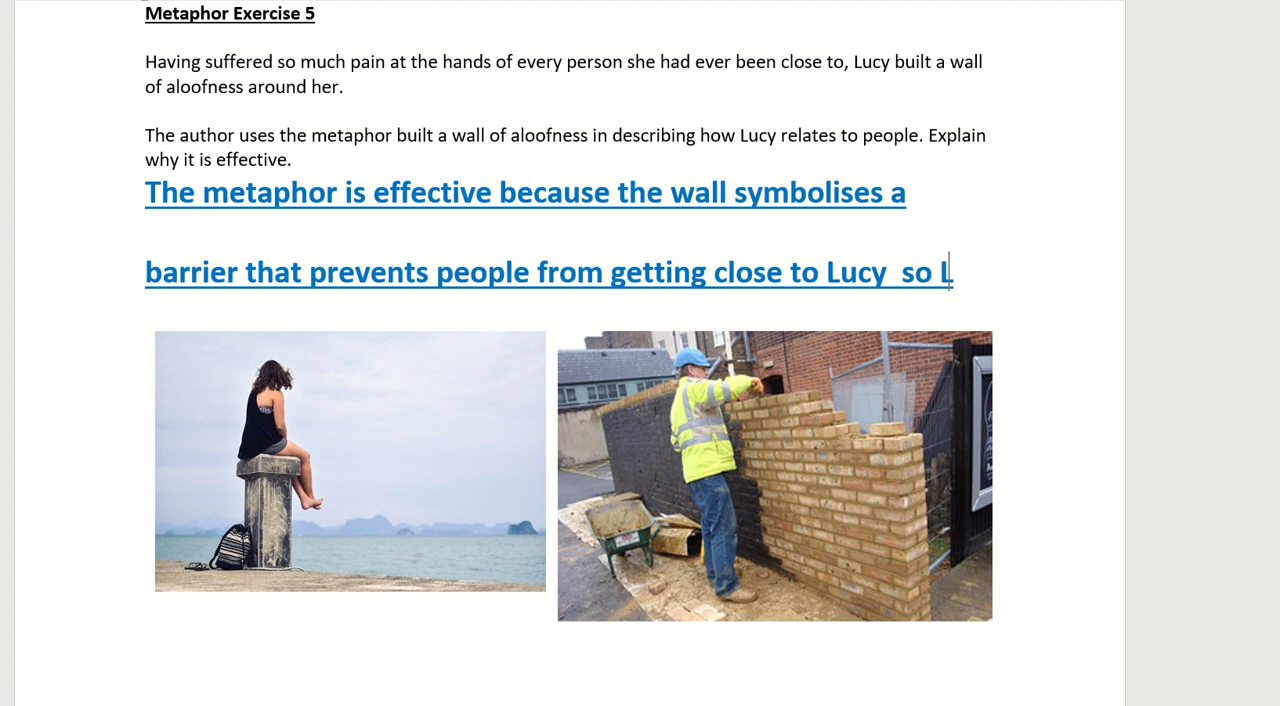 Metaphor Exercise 5
Having suffered so much pain at the hands of every person she had ever been close to, Lucy built a wall
of aloofness around her.
The author uses the metaphor built a wall of aloofness in describing how Lucy relates to people. Explain
why it is effective.
The metaphor is effective because the wall symbolises a
barrier that prevents people from getting close to Lucy  so L